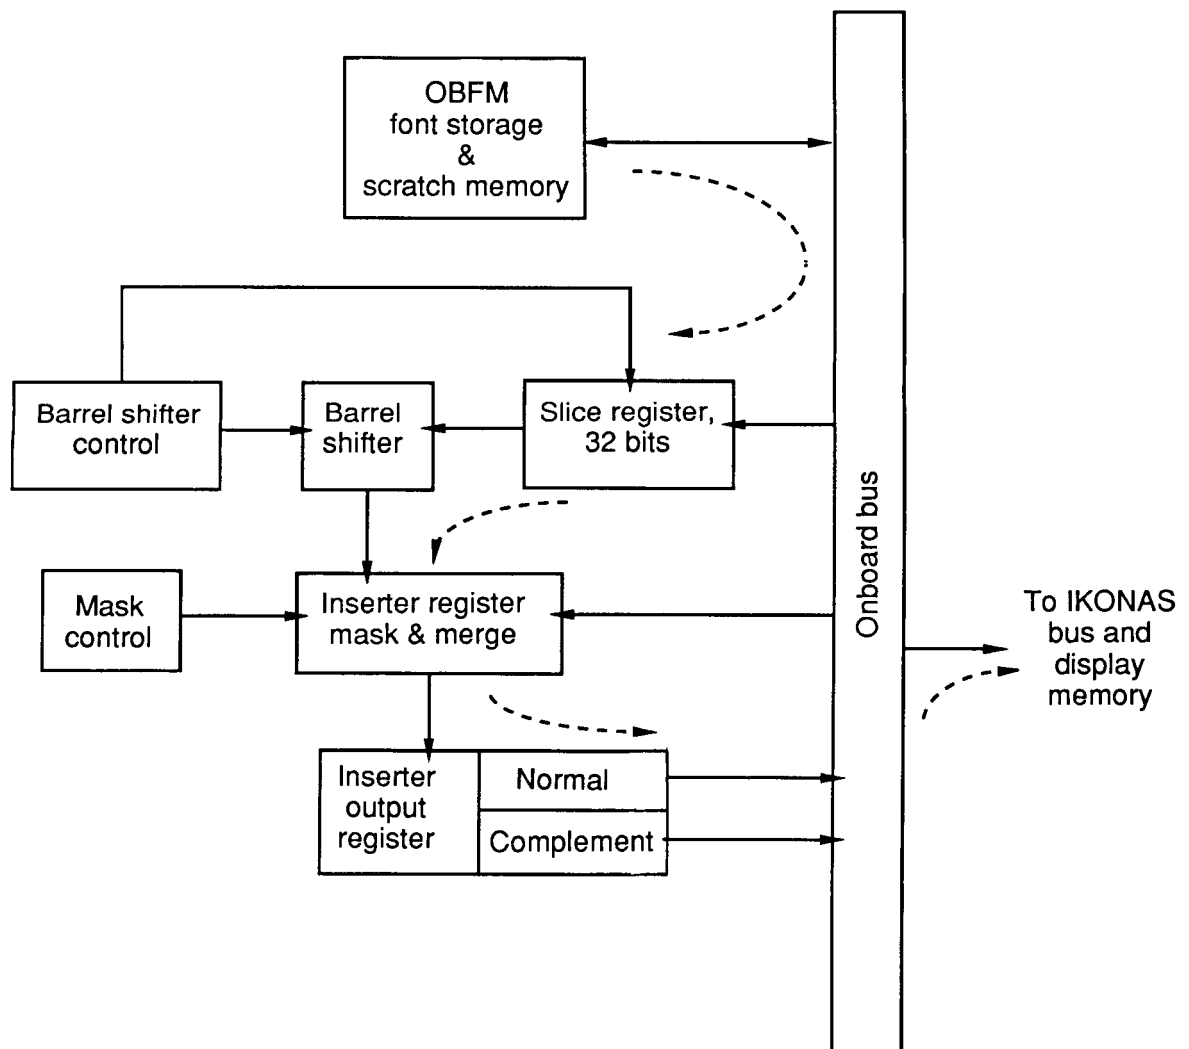 OBFM
font storage
&
scratch memory
Barrel shifter
control
Barrel
shifter
Slice register,
32 bits
Onboard bus
Mask
control
Inserter register
mask & merge
To IKONAS
bus and
display
memory
Inserter
output
register
Normal
Complement